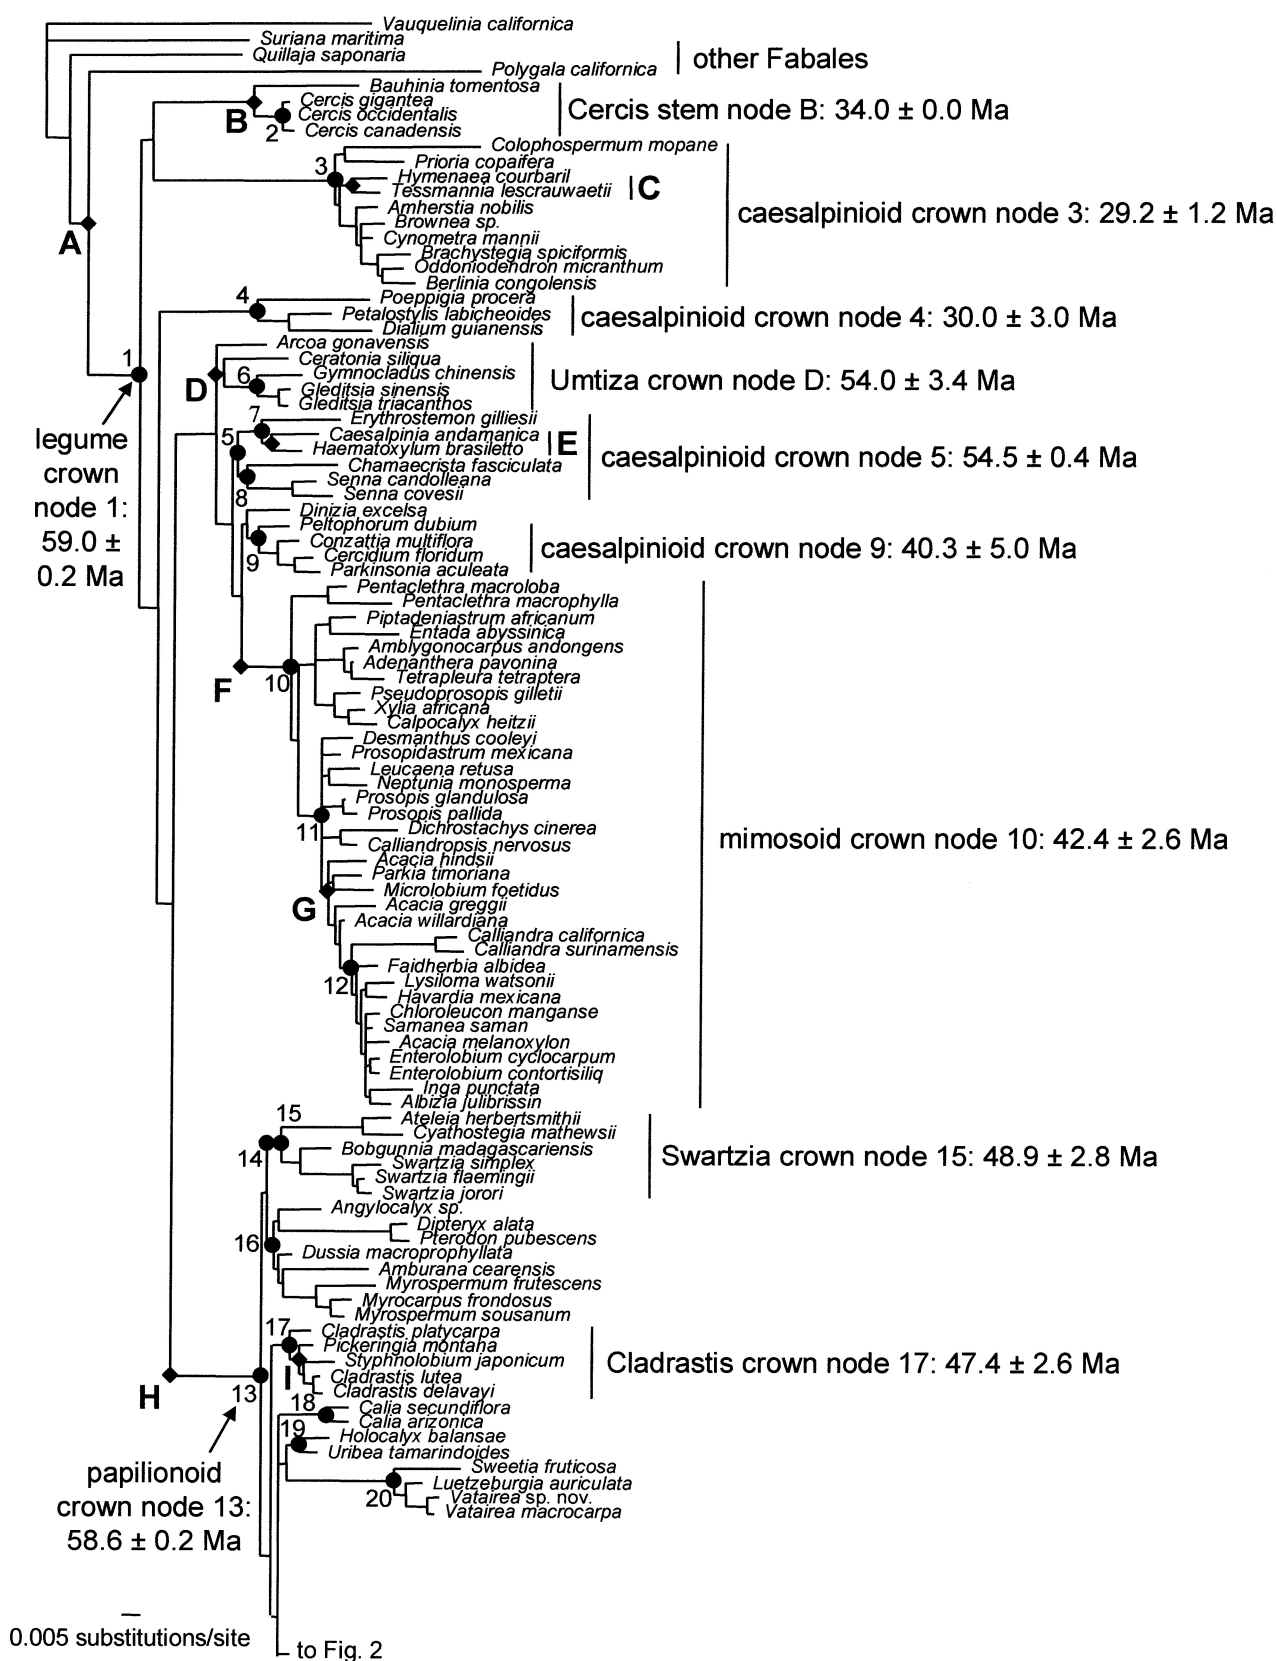 Vauquelinia californica
Suriana maritima
Quillaja saponaria
other Fabales
Polygala californica
Bauhinia tomentosa
B
Cercis gigantea
Cercis occidentalis
Cercis stem node B: 34.0 ± 0.0 Ma
2
Cercis canadensis
Colophospermum mopane
3
Prioria copaifera
Hymenaea courbaril
C
Tessmannia lescrauwaetii
Amherstia nobilis
caesalpinioid crown node 3: 29.2 ± 1.2 Ma
Brownea sp.
A
Cynometra mannii
Brachystegia spiciformis
Oddoniodendron micranthum
Berlinia congolensis
4
Poeppigia procera
Petalostylis labicheoides
caesalpinioid crown node 4: 30.0 ± 3.0 Ma
Dialium guianensis
Arcoa gonavensis
1
Ceratonia siliqua
D
6
Gymnocladus chinensis
Umtiza crown node D: 54.0 ± 3.4 Ma
Gleditsia sinensis
Gleditsia triacanthos
7
Erythrostemon gilliesii
legume
crown
node 1:
59.0 ±
0.2 Ma
5
Caesalpinia andamanica
E
Haematoxylum brasiletto
caesalpinioid crown node 5: 54.5 ± 0.4 Ma
Chamaecrista fasciculata
Senna candolleana
8
Senna covesii
Dinizia excelsa
Peltophorum dubium
Conzattia multiflora
caesalpinioid crown node 9: 40.3 ± 5.0 Ma
9
Cercidium floridum
Parkinsonia aculeata
Pentaclethra macroloba
Pentaclethra macrophylla
Piptadeniastrum africanum
Entada abyssinica
Amblygonocarpus andongens
Adenanthera pavonina
F
10
Tetrapleura tetraptera
Pseudoprosopis gilletii
Xylia africana
Calpocalyx heitzii
Desmanthus cooleyi
Prosopidastrum mexicana
Leucaena retusa
Neptunia monosperma
Prosopis glandulosa
Prosopis pallida
11
Dichrostachys cinerea
mimosoid crown node 10: 42.4 ± 2.6 Ma
Calliandropsis nervosus
Acacia hindsii
Parkia timoriana
Microlobium foetidus
G
Acacia greggii
Acacia willardiana
Calliandra californica
Calliandra surinamensis
Faidherbia albidea
12
Lysiloma watsonii
Havardia mexicana
Chloroleucon manganse
Samanea saman
Acacia melanoxylon
Enterolobium cyclocarpum
Enterolobium contortisiliq
Inga punctata
Albizia julibrissin
15
Ateleia herbertsmithii
Cyathostegia mathewsii
14
Bobgunnia madagascariensis
Swartzia crown node 15: 48.9 ± 2.8 Ma
Swartzia simplex
Swartzia flaemingii
Swartzia jorori
Angylocalyx sp.
Dipteryx alata
16
Pterodon pubescens
Dussia macroprophyllata
Amburana cearensis
Myrospermum frutescens
Myrocarpus frondosus
Myrospermum sousanum
17
Cladrastis platycarpa
Pickeringia montana
Styphnolobium japonicum
Cladrastis crown node 17: 47.4 ± 2.6 Ma
I
Cladrastis lutea
H
13
Cladrastis delavayi
18
Calia secundiflora
Calia arizonica
19
Holocalyx balansae
Uribea tamarindoides
papilionoid
crown node 13:
58.6 ± 0.2 Ma
Sweetia fruticosa
Luetzeburgia auriculata
20
Vatairea sp. nov.
Vatairea macrocarpa
0.005 substitutions/site
to Fig. 2